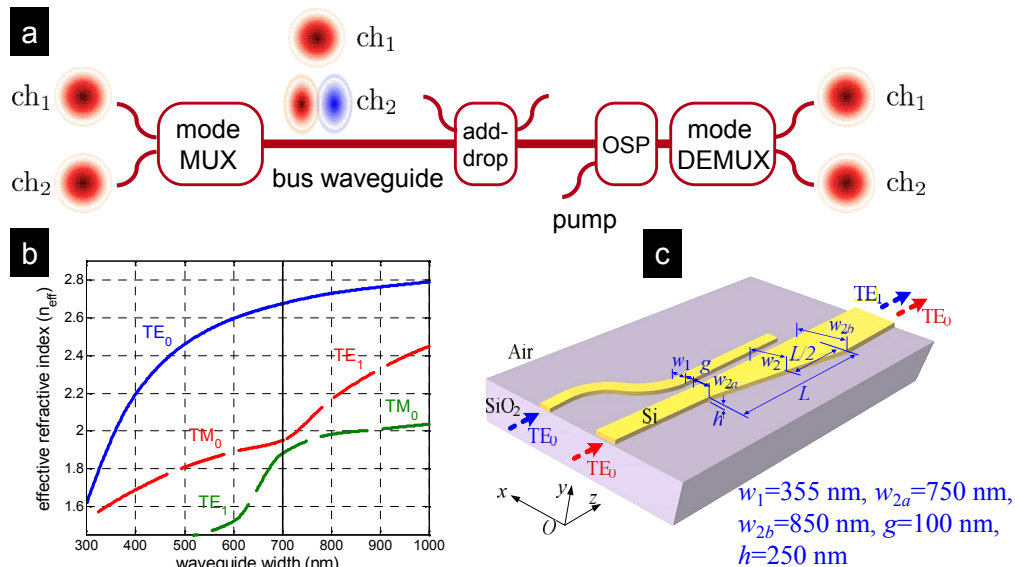 a
ch1
ch1
ch1
ch2
mode
MUX
add-
drop
OSP
mode
DEMUX
ch2
bus waveguide
ch2
pump
b
effective refractive index (neff)
2.8
2.6
2.4
2.2
2
1.8
1.6
300 400 500 600 700 800 900 1000
waveguide width (nm)
TE0
TE1
TM0
TM0
TE1
c
TE1
TE0
w2b
Air
w1
g
w2
L/2
w2a
L
SiO2
Si
h
TE0
TE0
x
y
z
O
w1=355 nm, w2a=750 nm,
w2b=850 nm, g=100 nm,
h=250 nm